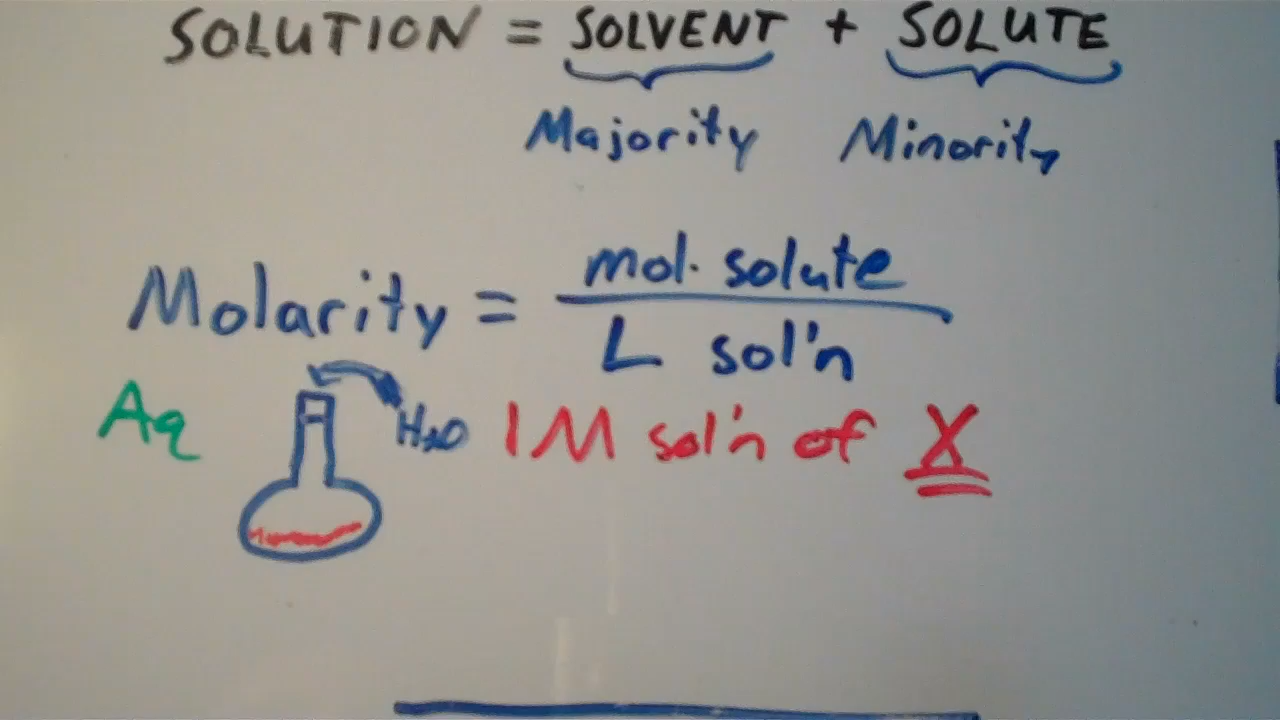 SOLUTION = SOLVENT + SOLUTE
Majority Minority
Molarity = mol. solute
L sol'n
Aq H2O 1M sol'n of X